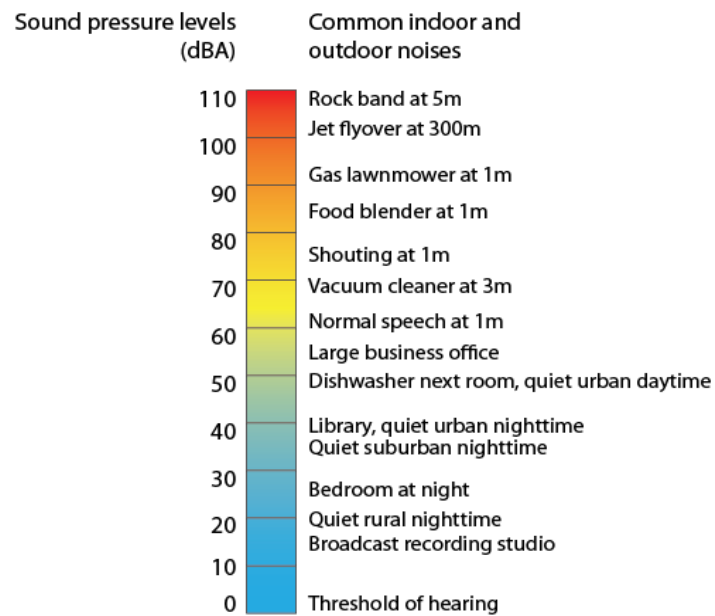 Sound pressure levels
(dBA)
Common indoor and
outdoor noises
110
Rock band at 5m
Jet flyover at 300m
100
Gas lawnmower at 1m
90
Food blender at 1m
80
Shouting at 1m
70
Vacuum cleaner at 3m
Normal speech at 1m
60
Large business office
50
Dishwasher next room, quiet urban daytime
40
Library, quiet urban nighttime
Quiet suburban nighttime
30
Bedroom at night
20
Quiet rural nighttime
Broadcast recording studio
10
0
Threshold of hearing